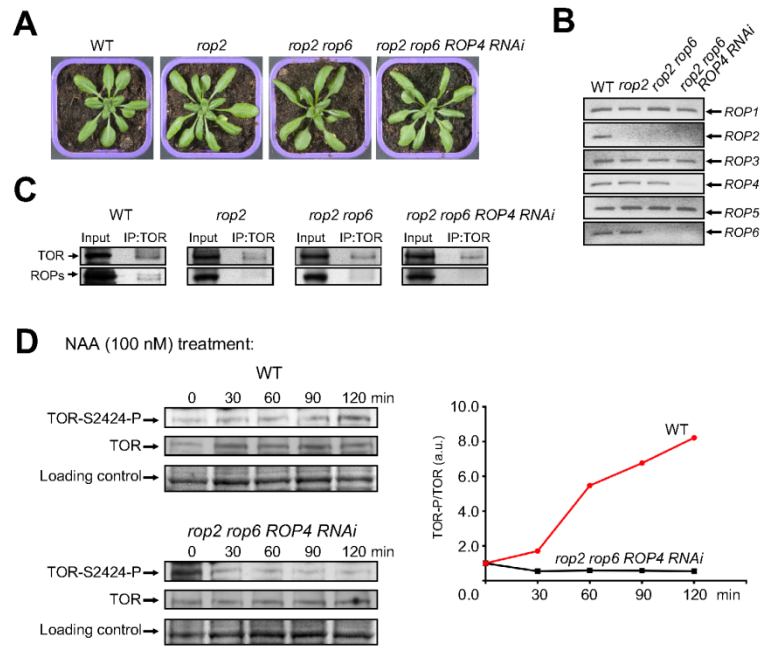 A
WT
rop2
rop2 rop6
rop2 rop6 ROP4 RNAi
B
WT
rop2
rop2 rop6
rop2 rop6
ROP4 RNAi
ROP1
ROP2
ROP3
ROP4
ROP5
ROP6
C
WT
rop2
rop2 rop6
rop2 rop6 ROP4 RNAi
Input IP:TOR
Input IP:TOR
Input IP:TOR
Input IP:TOR
TOR
ROPs
D NAA (100 nM) treatment:
WT
0 30 60 90 120 min
TOR-S2424-P
TOR
Loading control
rop2 rop6 ROP4 RNAi
0 30 60 90 120 min
TOR-S2424-P
TOR
Loading control
TOR-P/TOR (a.u.)
10.0
8.0
6.0
4.0
2.0
0.0
WT
rop2 rop6 ROP4 RNAi
30 60 90 120 min